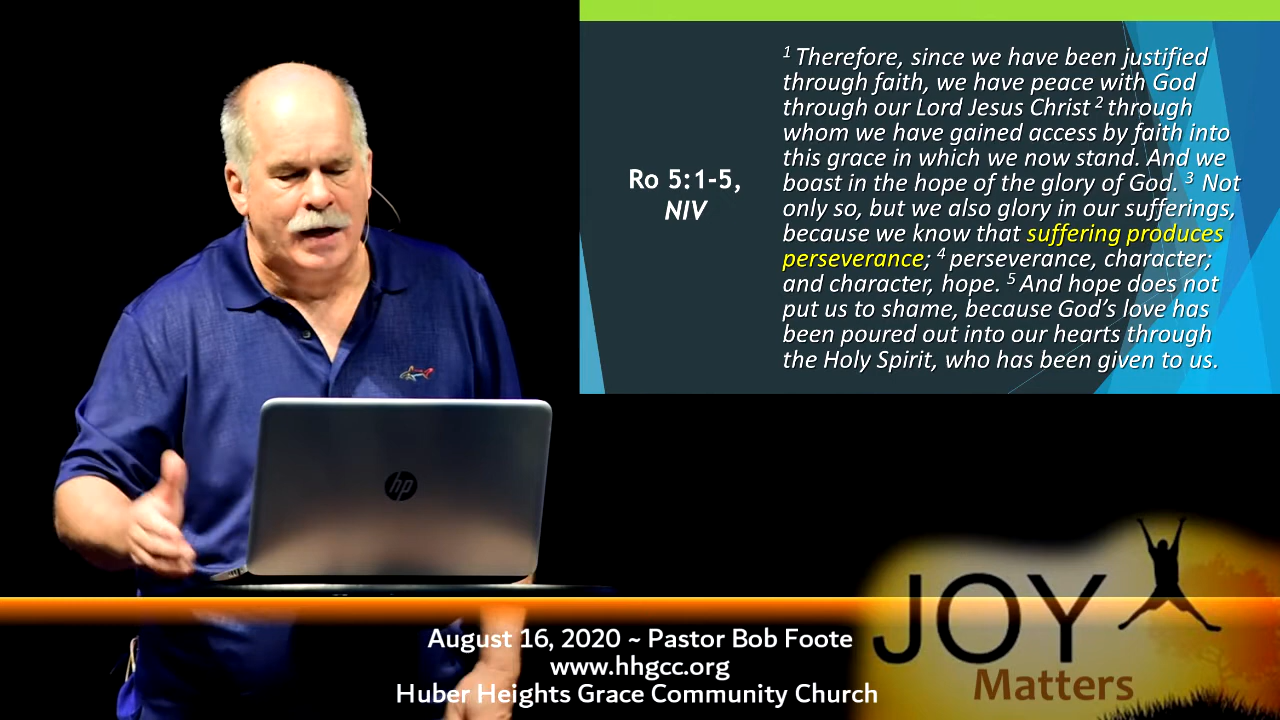 Ro 5:1-5,
NIV
1 Therefore, since we have been justified
through faith, we have peace with God
through our Lord Jesus Christ 2 through
whom we have gained access by faith into
this grace in which we now stand. And we
boast in the hope of the glory of God. 3 Not
only so, but we also glory in our sufferings,
because we know that suffering produces
perseverance; 4 perseverance, character;
and character, hope. 5 And hope does not
put us to shame, because God’s love has
been poured out into our hearts through
the Holy Spirit, who has been given to us.
hp
JOY
Matters
August 16, 2020 ~ Pastor Bob Foote
www.hhgcc.org
Huber Heights Grace Community Church